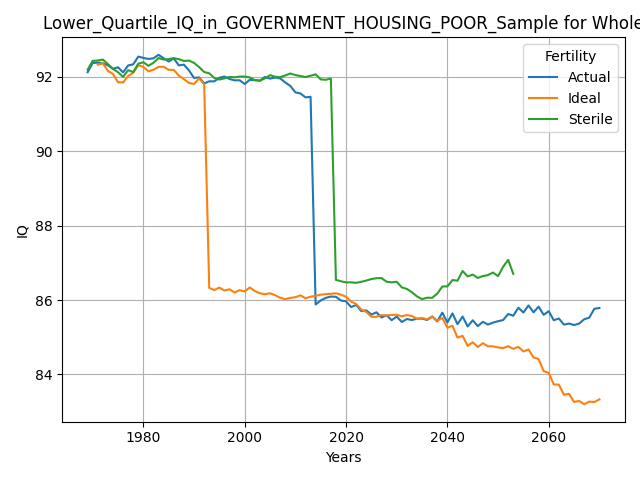 Lower_Quartile_IQ_in_GOVERNMENT_HOUSING_POOR_Sample for Whole
Fertility
Actual
Ideal
Sterile
92
90
88
86
84
IQ
1980
2000
2020
2040
2060
Years